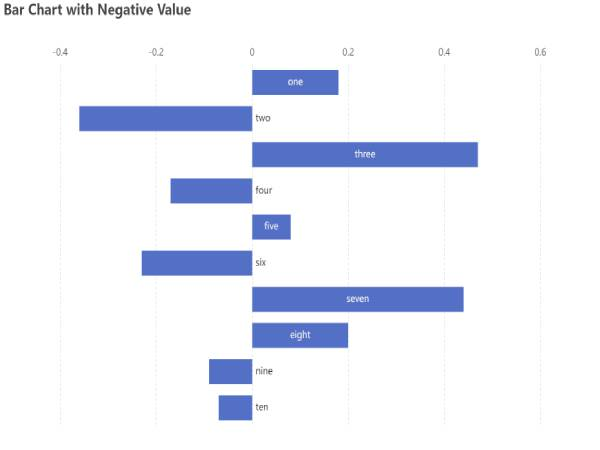 Bar Chart with Negative Value
-0.4 -0.2 0 0.2 0.4 0.6
one
two
three
four
five
six
seven
eight
nine
ten